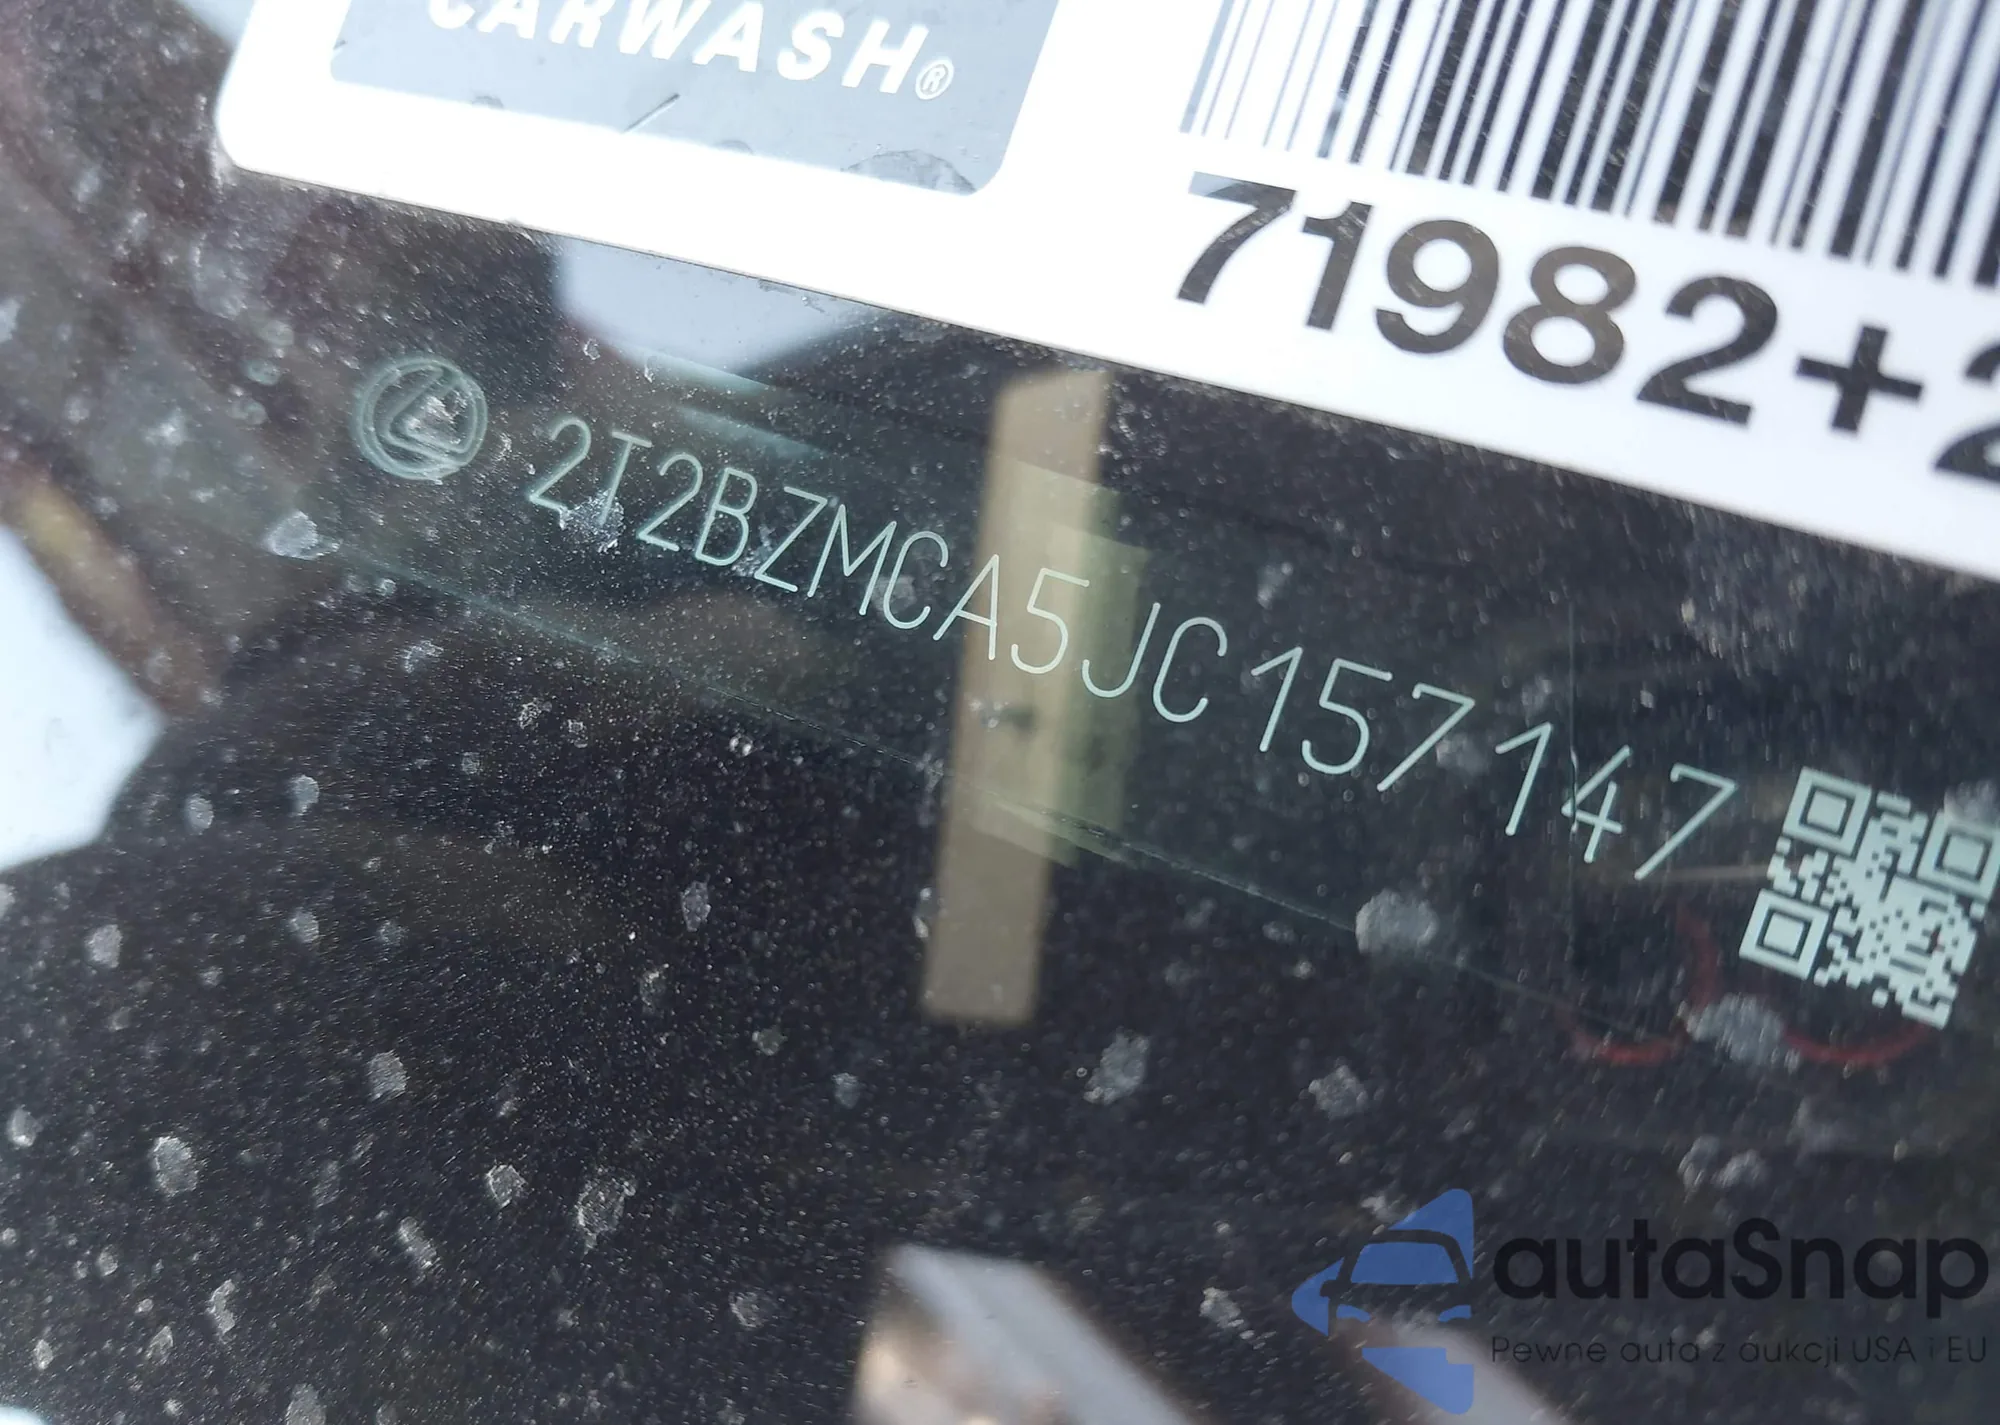 CARWASH®
71982+2
2T2BZMCA5JC157147
autaSnap
Pewne auta z aukcji USA i EU